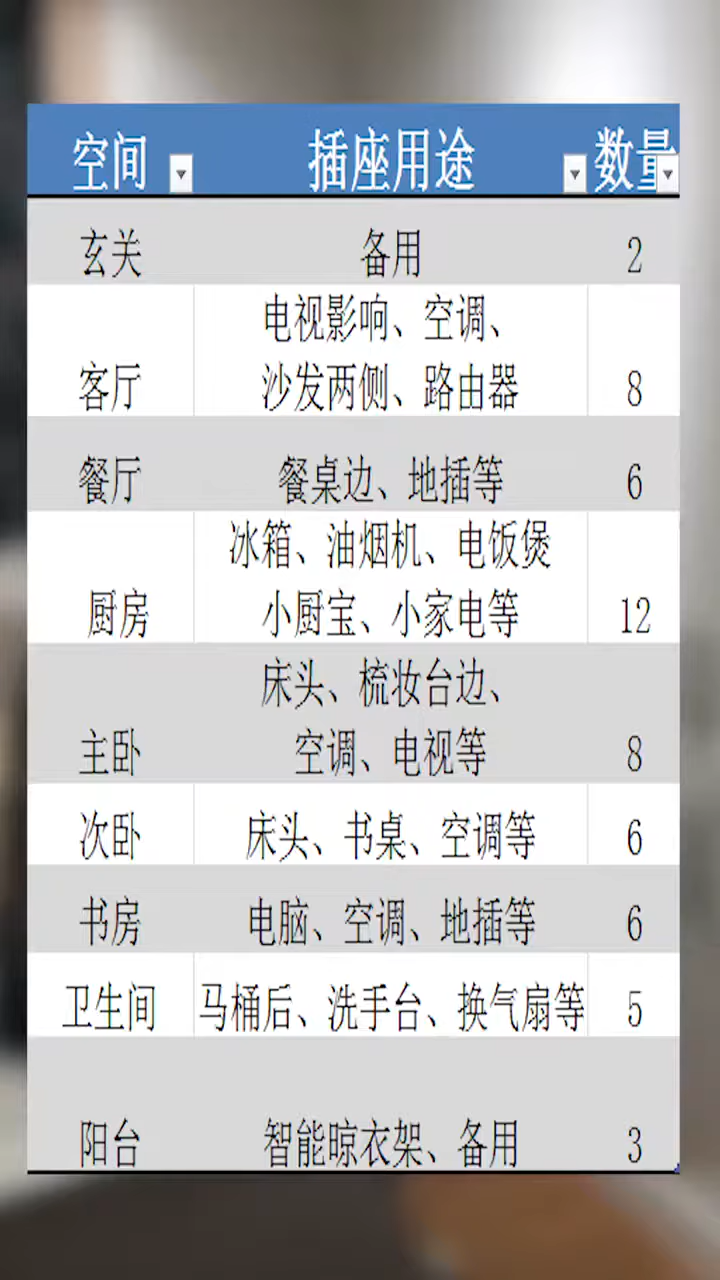 空间 插座用途 数量
玄关 备用 2
电视影响、空调、
客厅 沙发两侧、路由器 8
餐厅 餐桌边、地插等 6
冰箱、油烟机、电饭煲
厨房 小厨宝、小家电等 12
床头、梳妆台边、
主卧 空调、电视等 8
次卧 床头、书桌、空调等 6
书房 电脑、空调、地插等 6
卫生间 马桶后、洗手台、换气扇等 5
阳台 智能晾衣架、备用 3